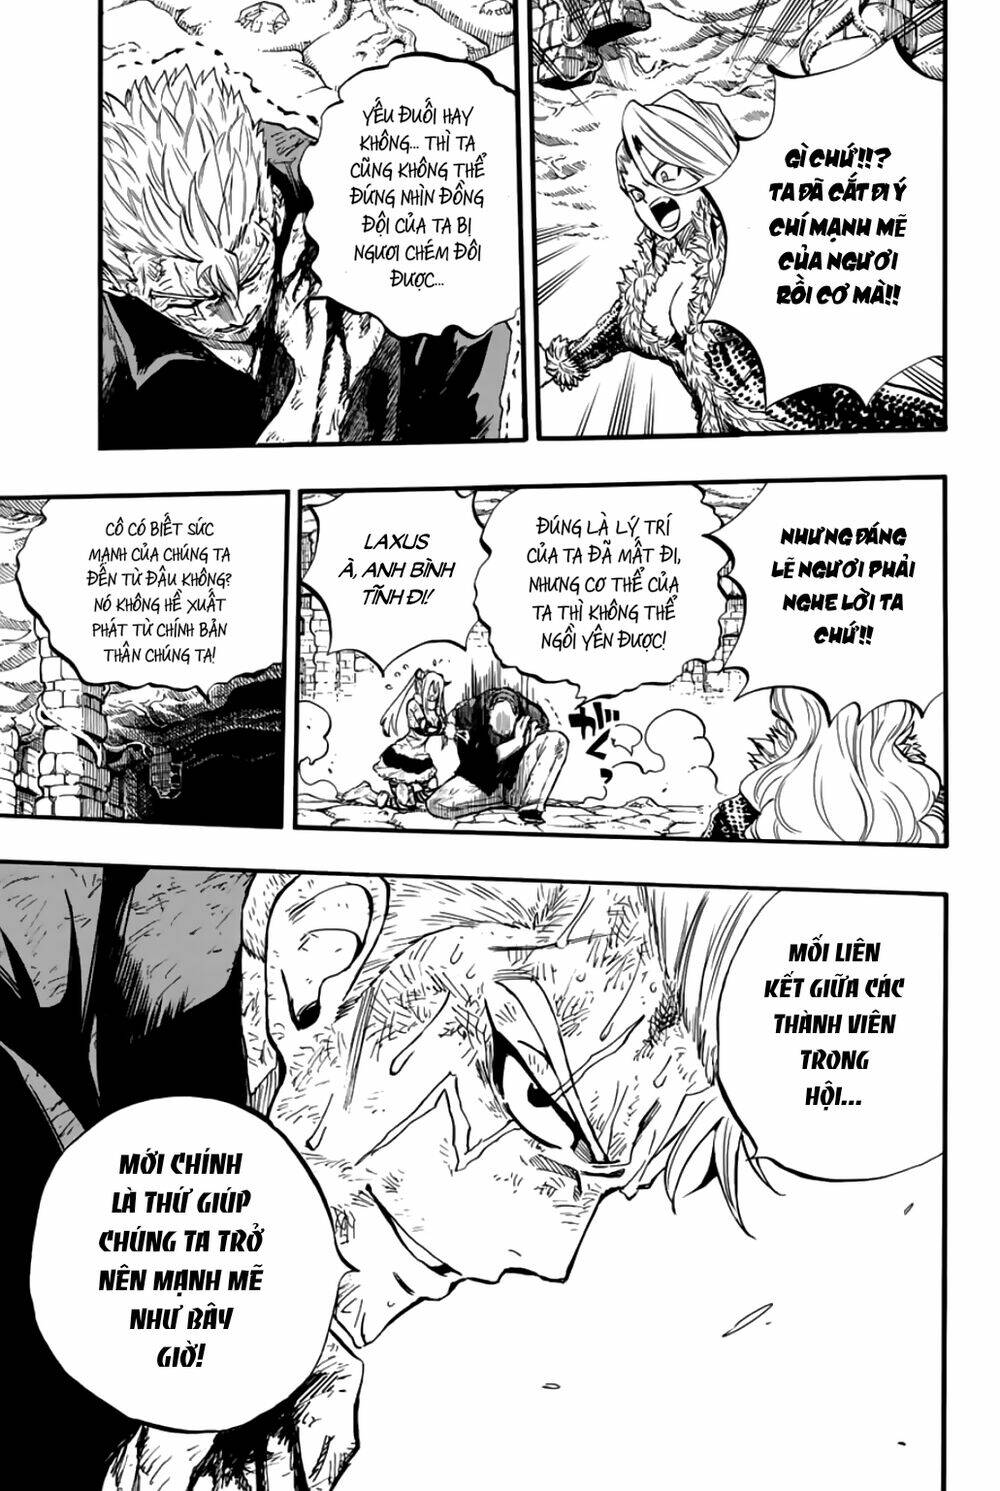 GÌ CHỨ!!?
TA ĐÃ CẮT ĐI Ý
CHÍ MẠNH MẼ
CỦA NGƯƠI
RỒI CƠ MÀ!!
YẾU ĐUỐI HAY
KHÔNG... THÌ TA
CŨNG KHÔNG THỂ
ĐỨNG NHÌN ĐỒNG
ĐỘI CỦA TA BỊ
NGƯƠI CHÉM ĐÔI
ĐƯỢC...
NHƯNG ĐÁNG
LẼ NGƯƠI PHẢI
NGHE LỜI TA
CHỨ!!
ĐÚNG LÀ LÝ TRÍ
CỦA TA ĐÃ MẤT ĐI,
NHƯNG CƠ THỂ CỦA
TA THÌ KHÔNG THỂ
NGỒI YÊN ĐƯỢC!
LAXUS
À, ANH BÌNH
TĨNH ĐI!
CÔ CÓ BIẾT SỨC
MẠNH CỦA CHÚNG TA
ĐẾN TỪ ĐÂU KHÔNG?
NÓ KHÔNG HỀ XUẤT
PHÁT TỪ CHÍNH BẢN
THÂN CHÚNG TA!
MỐI LIÊN
KẾT GIỮA CÁC
THÀNH VIÊN
TRONG
HỘI...
MỚI CHÍNH
LÀ THỨ GIÚP
CHÚNG TA TRỞ
NÊN MẠNH MẼ
NHƯ BÂY
GIỜ!